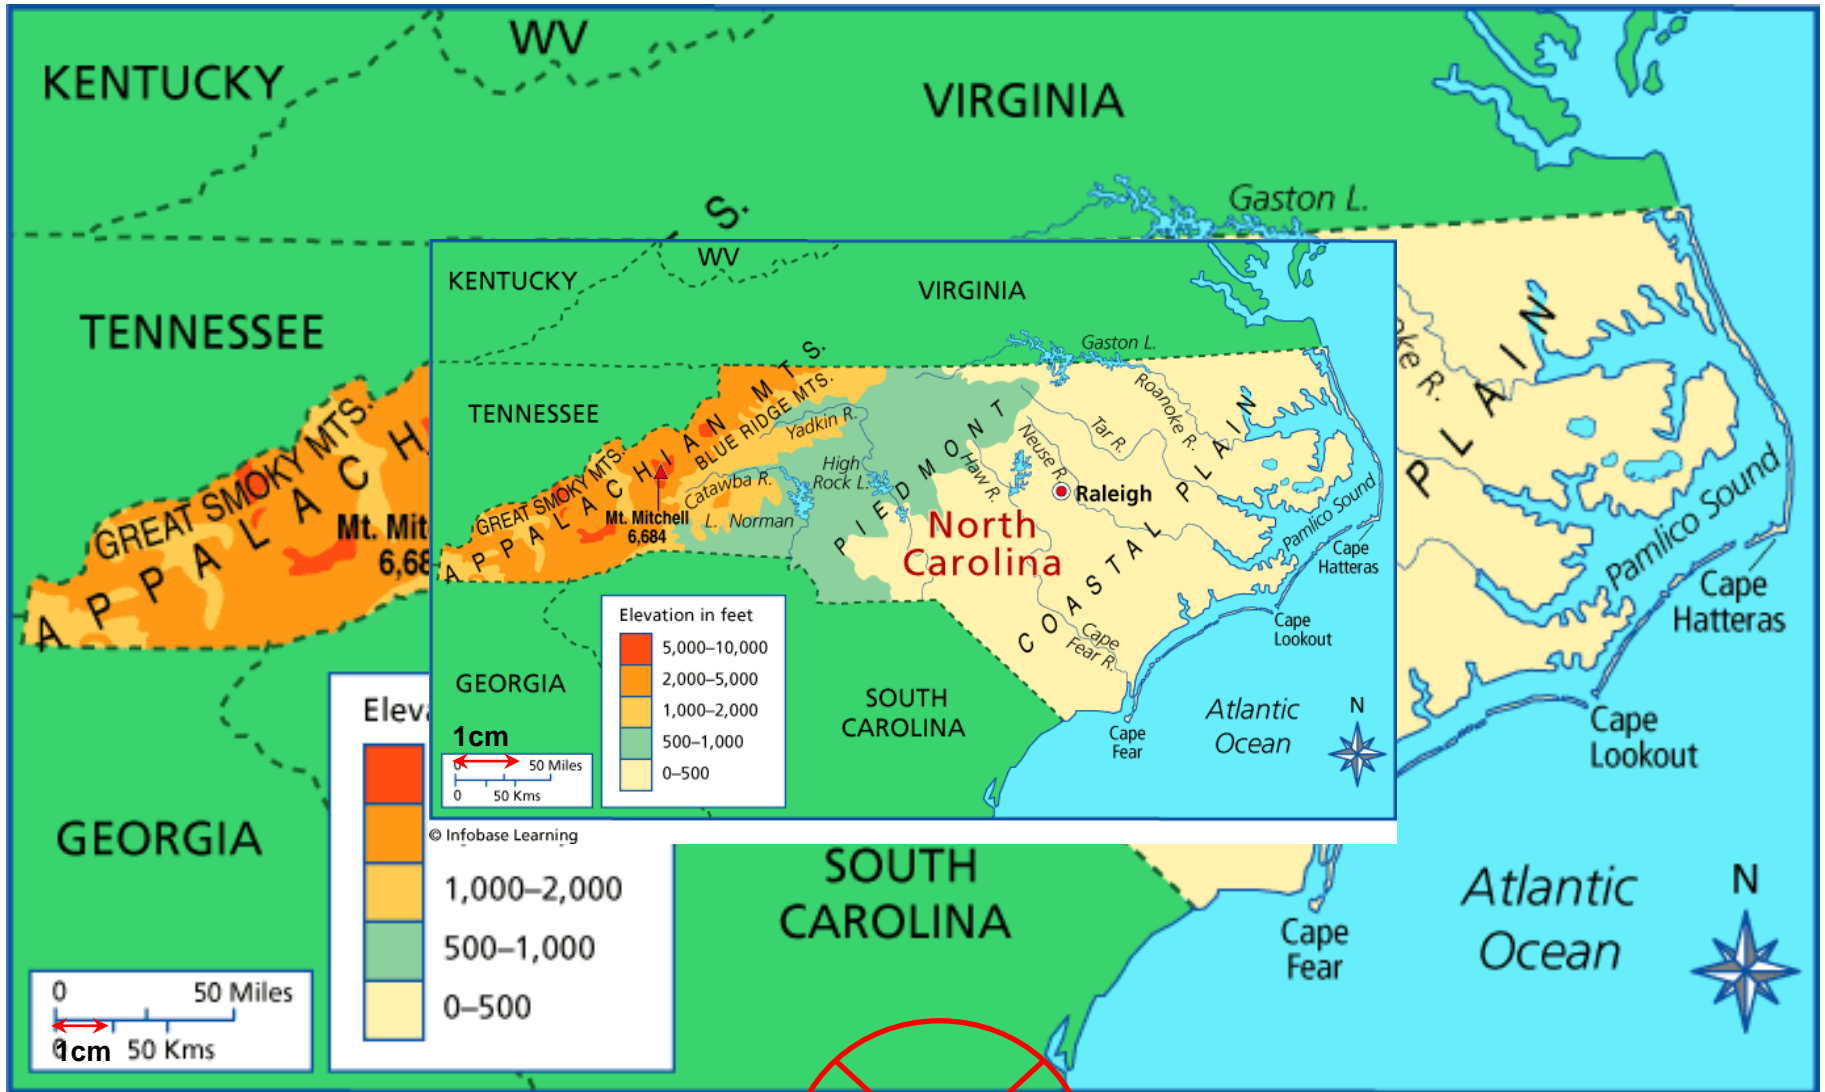 WV
KENTUCKY
VIRGINIA
Gaston L.
S.
TENNESSEE
GREAT SMOKY MTS.
APPALACH
Mt. Mit
6,68
PLAIN
ke R.
Pamlico Sound
Cape
Hatteras
Cape
Lookout
Elev
GEORGIA
1,000–2,000
500–1,000
0–500
SOUTH
CAROLINA
Cape
Fear
Atlantic
Ocean
N
0 50 Miles
1cm
0 50 Kms
WV
KENTUCKY
VIRGINIA
Gaston L.
TENNESSEE
APPALACHIAN MTS.
BLUE RIDGE MTS.
GREAT SMOKY MTS.
Yadkin R.
Catawba R.
High
Rock L.
L. Norman
Mt. Mitchell
6,684
PIEDMONT
Haw R.
Neuse R.
Tar R.
Roanoke R.
Raleigh
North
Carolina
COASTAL PLAIN
Pamlico Sound
Cape
Hatteras
Cape
Lookout
Cape
Fear R.
Cape
Fear
Elevation in feet
5,000–10,000
2,000–5,000
1,000–2,000
500–1,000
0–500
GEORGIA
SOUTH
CAROLINA
Atlantic
Ocean
N
1cm
0 50 Miles
0 50 Kms
© Infobase Learning